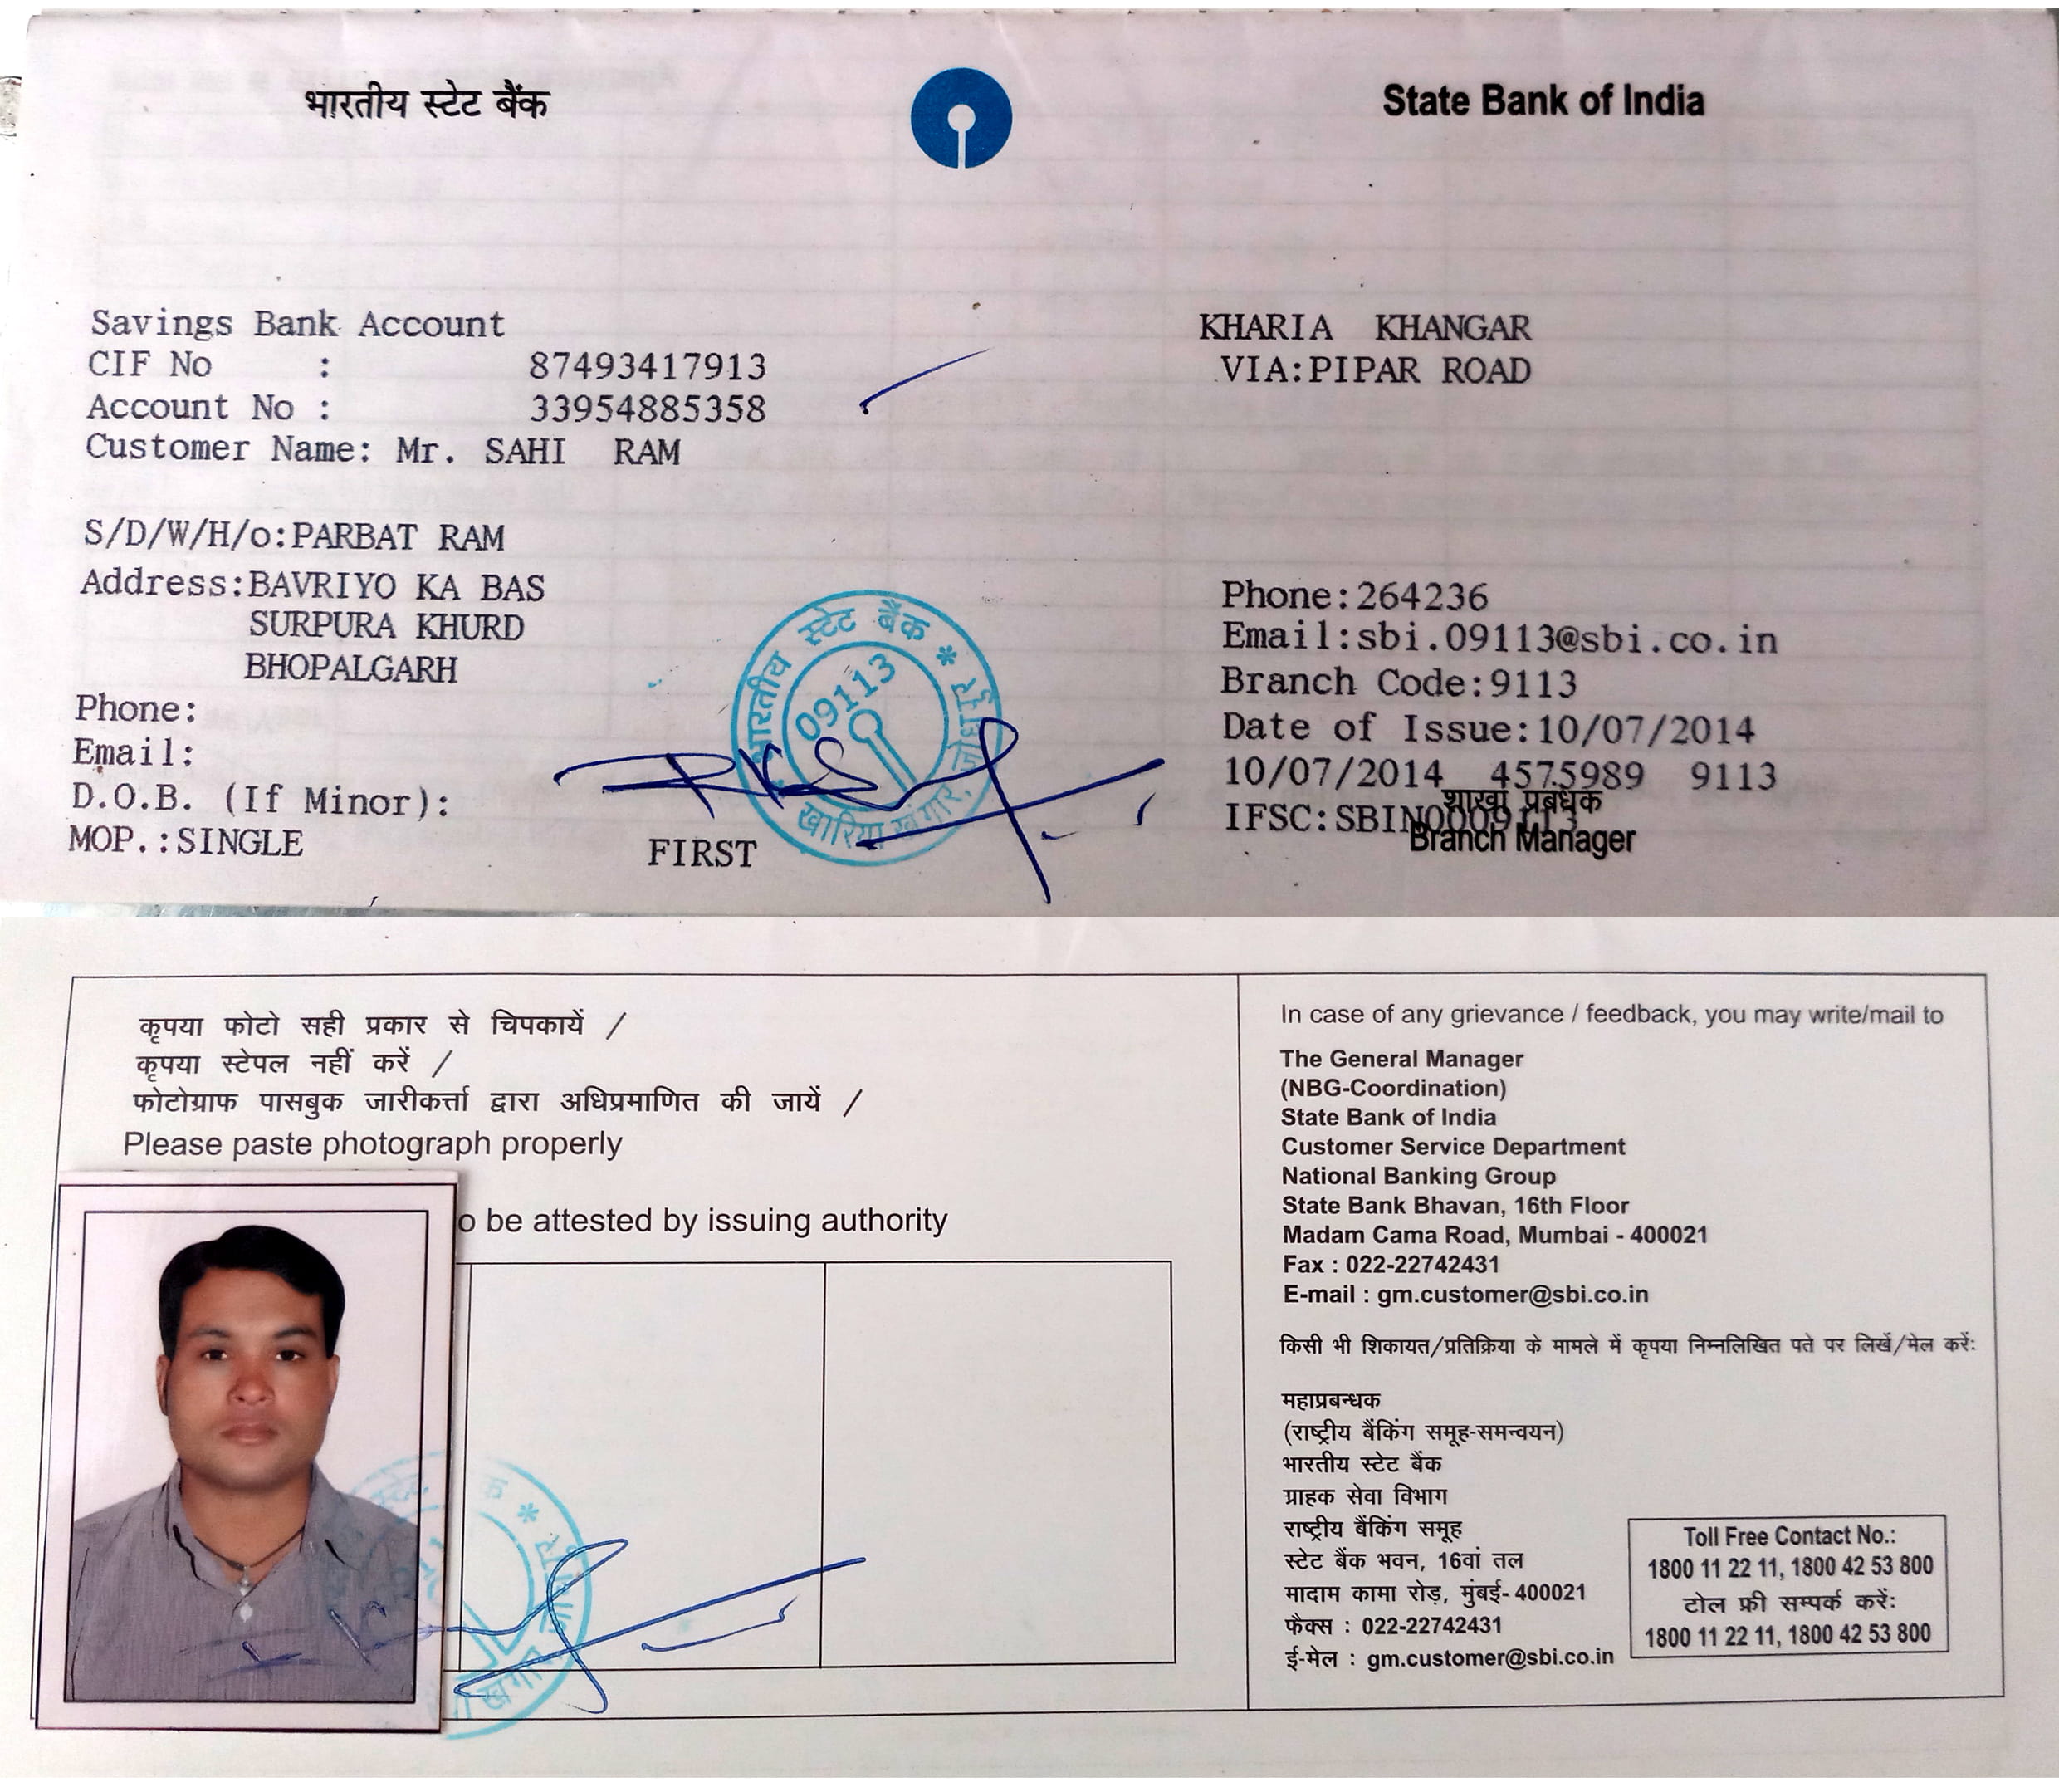 भारतीय स्टेट बैंक
State Bank of India
Savings Bank Account
CIF No : 87493417913
Account No : 33954885358
Customer Name: Mr. SAHI RAM
KHARIA KHANGAR
VIA:PIPAR ROAD
S/D/W/H/o:PARBAT RAM
Address:BAVRIYO KA BAS
SURPURA KHURD
BHOPALGARH
Phone:
Email:
D.O.B. (If Minor):
MOP.:SINGLE
FIRST
भारतीय स्टेट बैंक * जोधपुर
09113
खारिया खंगार,
Phone:264236
Email:sbi.09113@sbi.co.in
Branch Code:9113
Date of Issue:10/07/2014
10/07/2014 4575989 9113
IFSC:SBIN0009113
शाखा प्रबंधक
Branch Manager
कृपया फोटो सही प्रकार से चिपकायें /
कृपया स्टेपल नहीं करें /
फोटोग्राफ पासबुक जारीकर्त्ता द्वारा अधिप्रमाणित की जायें /
Please paste photograph properly
o be attested by issuing authority
In case of any grievance / feedback, you may write/mail to
The General Manager
(NBG-Coordination)
State Bank of India
Customer Service Department
National Banking Group
State Bank Bhavan, 16th Floor
Madam Cama Road, Mumbai - 400021
Fax : 022-22742431
E-mail : gm.customer@sbi.co.in
किसी भी शिकायत/प्रतिक्रिया के मामले में कृपया निम्नलिखित पते पर लिखें/मेल करें:
महाप्रबन्धक
(राष्ट्रीय बैंकिंग समूह-समन्वयन)
भारतीय स्टेट बैंक
ग्राहक सेवा विभाग
राष्ट्रीय बैंकिंग समूह
स्टेट बैंक भवन, 16वां तल
मादाम कामा रोड़, मुंबई- 400021
फैक्स : 022-22742431
ई-मेल : gm.customer@sbi.co.in
Toll Free Contact No.:
1800 11 22 11, 1800 42 53 800
टोल फ्री सम्पर्क करें:
1800 11 22 11, 1800 42 53 800